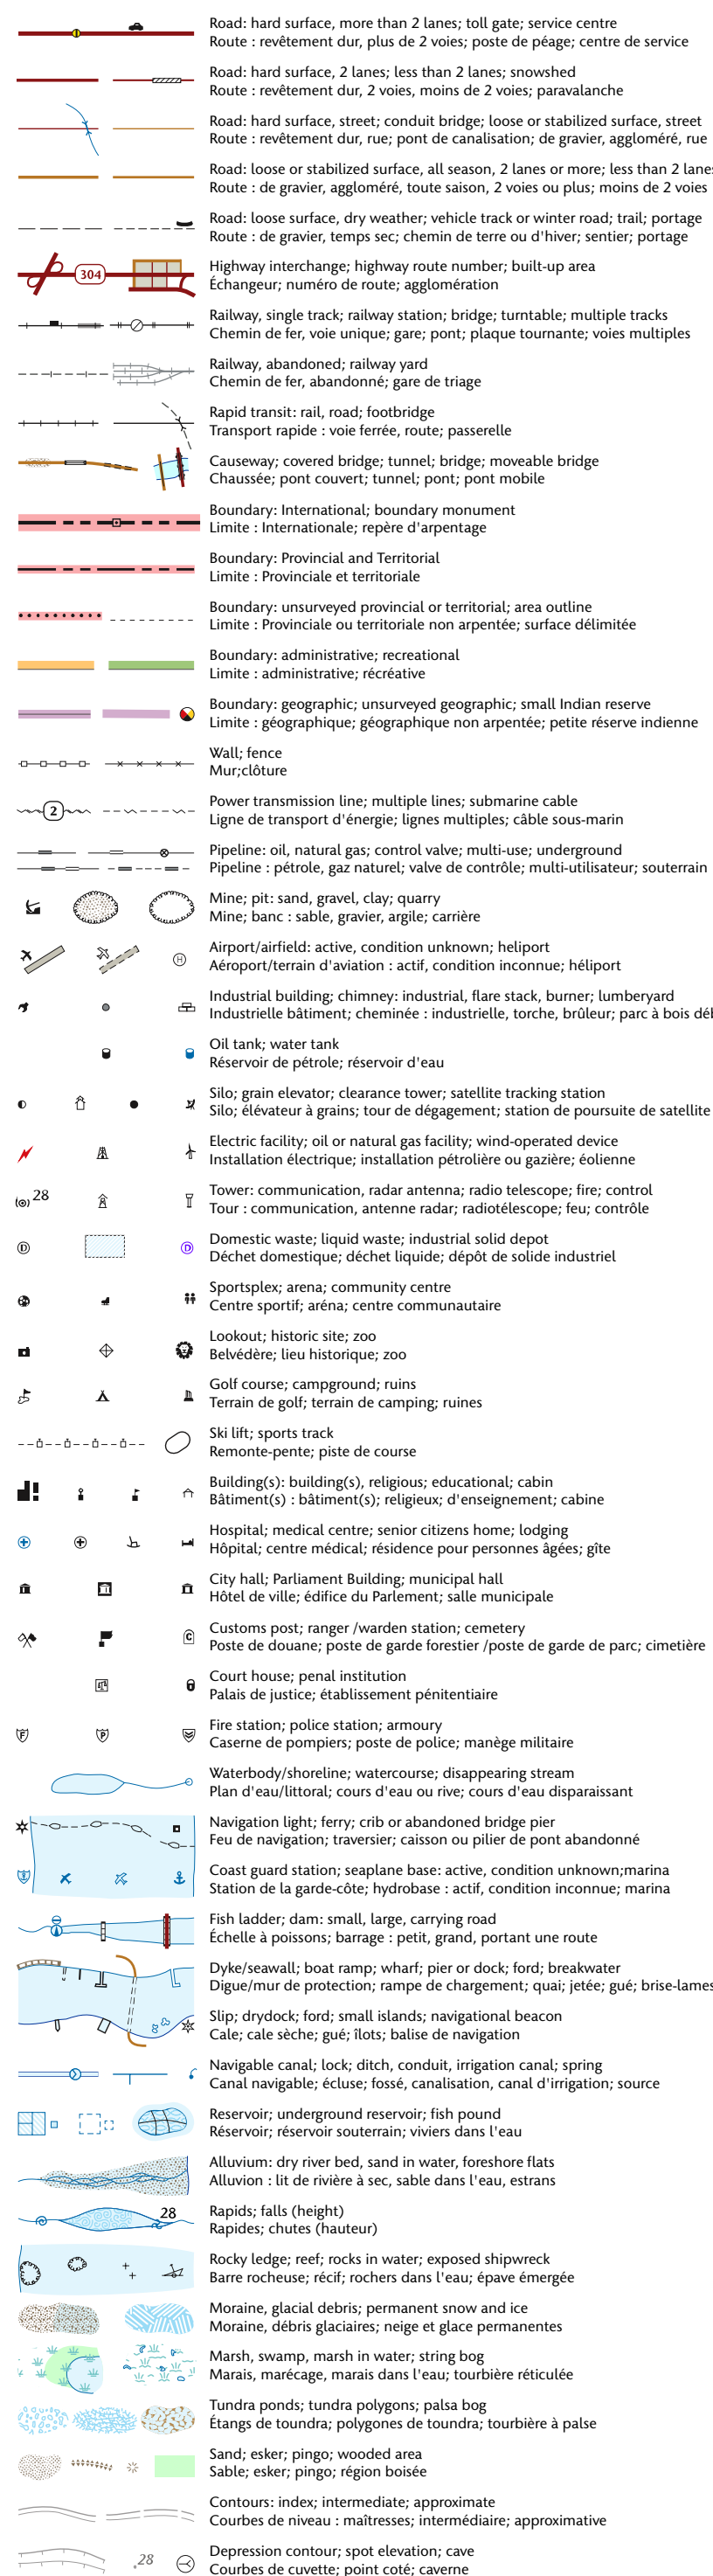 Road: hard surface, more than 2 lanes; toll gate; service centre
Route : revêtement dur, plus de 2 voies; poste de péage; centre de service
Road: hard surface, 2 lanes; less than 2 lanes; snowshed
Route : revêtement dur, 2 voies, moins de 2 voies; paravalanche
Road: hard surface, street; conduit bridge; loose or stabilized surface, street
Route : revêtement dur, rue; pont de canalisation; de gravier, aggloméré, rue
Road: loose or stabilized surface, all season, 2 lanes or more; less than 2 lanes
Route : de gravier, aggloméré, toute saison, 2 voies ou plus; moins de 2 voies
Road: loose surface, dry weather; vehicle track or winter road; trail; portage
Route : de gravier, temps sec; chemin de terre ou d'hiver; sentier; portage
304
Highway interchange; highway route number; built-up area
Échangeur; numéro de route; agglomération
Railway, single track; railway station; bridge; turntable; multiple tracks
Chemin de fer, voie unique; gare; pont; plaque tournante; voies multiples
Railway, abandoned; railway yard
Chemin de fer, abandonné; gare de triage
Rapid transit: rail, road; footbridge
Transport rapide : voie ferrée, route; passerelle
Causeway; covered bridge; tunnel; bridge; moveable bridge
Chaussée; pont couvert; tunnel; pont; pont mobile
Boundary: International; boundary monument
Limite : Internationale; repère d'arpentage
Boundary: Provincial and Territorial
Limite : Provinciale et territoriale
Boundary: unsurveyed provincial or territorial; area outline
Limite : Provinciale ou territoriale non arpentée; surface délimitée
Boundary: administrative; recreational
Limite : administrative; récréative
Boundary: geographic; unsurveyed geographic; small Indian reserve
Limite : géographique; géographique non arpentée; petite réserve indienne
Wall; fence
Mur;clôture
2
Power transmission line; multiple lines; submarine cable
Ligne de transport d'énergie; lignes multiples; câble sous-marin
Pipeline: oil, natural gas; control valve; multi-use; underground
Pipeline : pétrole, gaz naturel; valve de contrôle; multi-utilisateur; souterrain
Mine; pit: sand, gravel, clay; quarry
Mine; banc : sable, gravier, argile; carrière
H
Airport/airfield: active, condition unknown; heliport
Aéroport/terrain d'aviation : actif, condition inconnue; héliport
Industrial building; chimney: industrial, flare stack, burner; lumberyard
Industrielle bâtiment; cheminée : industrielle, torche, brûleur; parc à bois dé
Oil tank; water tank
Réservoir de pétrole; réservoir d'eau
Silo; grain elevator; clearance tower; satellite tracking station
Silo; élévateur à grains; tour de dégagement; station de poursuite de satellite
Electric facility; oil or natural gas facility; wind-operated device
Installation électrique; installation pétrolière ou gazière; éolienne
28
Tower: communication, radar antenna; radio telescope; fire; control
Tour : communication, antenne radar; radiotélescope; feu; contrôle
D D
Domestic waste; liquid waste; industrial solid depot
Déchet domestique; déchet liquide; dépôt de solide industriel
Sportsplex; arena; community centre
Centre sportif; aréna; centre communautaire
Lookout; historic site; zoo
Belvédère; lieu historique; zoo
Golf course; campground; ruins
Terrain de golf; terrain de camping; ruines
Ski lift; sports track
Remonte-pente; piste de course
Building(s): building(s), religious; educational; cabin
Bâtiment(s) : bâtiment(s); religieux; d'enseignement; cabine
Hospital; medical centre; senior citizens home; lodging
Hôpital; centre médical; résidence pour personnes âgées; gîte
City hall; Parliament Building; municipal hall
Hôtel de ville; édifice du Parlement; salle municipale
C
Customs post; ranger /warden station; cemetery
Poste de douane; poste de garde forestier /poste de garde de parc; cimetière
Court house; penal institution
Palais de justice; établissement pénitentiaire
F P
Fire station; police station; armoury
Caserne de pompiers; poste de police; manège militaire
Waterbody/shoreline; watercourse; disappearing stream
Plan d'eau/littoral; cours d'eau ou rive; cours d'eau disparaissant
Navigation light; ferry; crib or abandoned bridge pier
Feu de navigation; traversier; caisson ou pilier de pont abandonné
Coast guard station; seaplane base: active, condition unknown;marina
Station de la garde-côte; hydrobase : actif, condition inconnue; marina
Fish ladder; dam: small, large, carrying road
Échelle à poissons; barrage : petit, grand, portant une route
Dyke/seawall; boat ramp; wharf; pier or dock; ford; breakwater
Digue/mur de protection; rampe de chargement; quai; jetée; gué; brise-lames
Slip; drydock; ford; small islands; navigational beacon
Cale; cale sèche; gué; îlots; balise de navigation
Navigable canal; lock; ditch, conduit, irrigation canal; spring
Canal navigable; écluse; fossé, canalisation, canal d'irrigation; source
Reservoir; underground reservoir; fish pound
Réservoir; réservoir souterrain; viviers dans l'eau
Alluvium: dry river bed, sand in water, foreshore flats
Alluvion : lit de rivière à sec, sable dans l'eau, estrans
28
Rapids; falls (height)
Rapides; chutes (hauteur)
Rocky ledge; reef; rocks in water; exposed shipwreck
Barre rocheuse; récif; rochers dans l'eau; épave émergée
Moraine, glacial debris; permanent snow and ice
Moraine, débris glaciaires; neige et glace permanentes
Marsh, swamp, marsh in water; string bog
Marais, marécage, marais dans l'eau; tourbière réticulée
Tundra ponds; tundra polygons; palsa bog
Étangs de toundra; polygones de toundra; tourbière à palse
Sand; esker; pingo; wooded area
Sable; esker; pingo; région boisée
Contours: index; intermediate; approximate
Courbes de niveau : maîtresses; intermédiaire; approximative
.28
Depression contour; spot elevation; cave
Courbes de cuvette; point coté; caverne